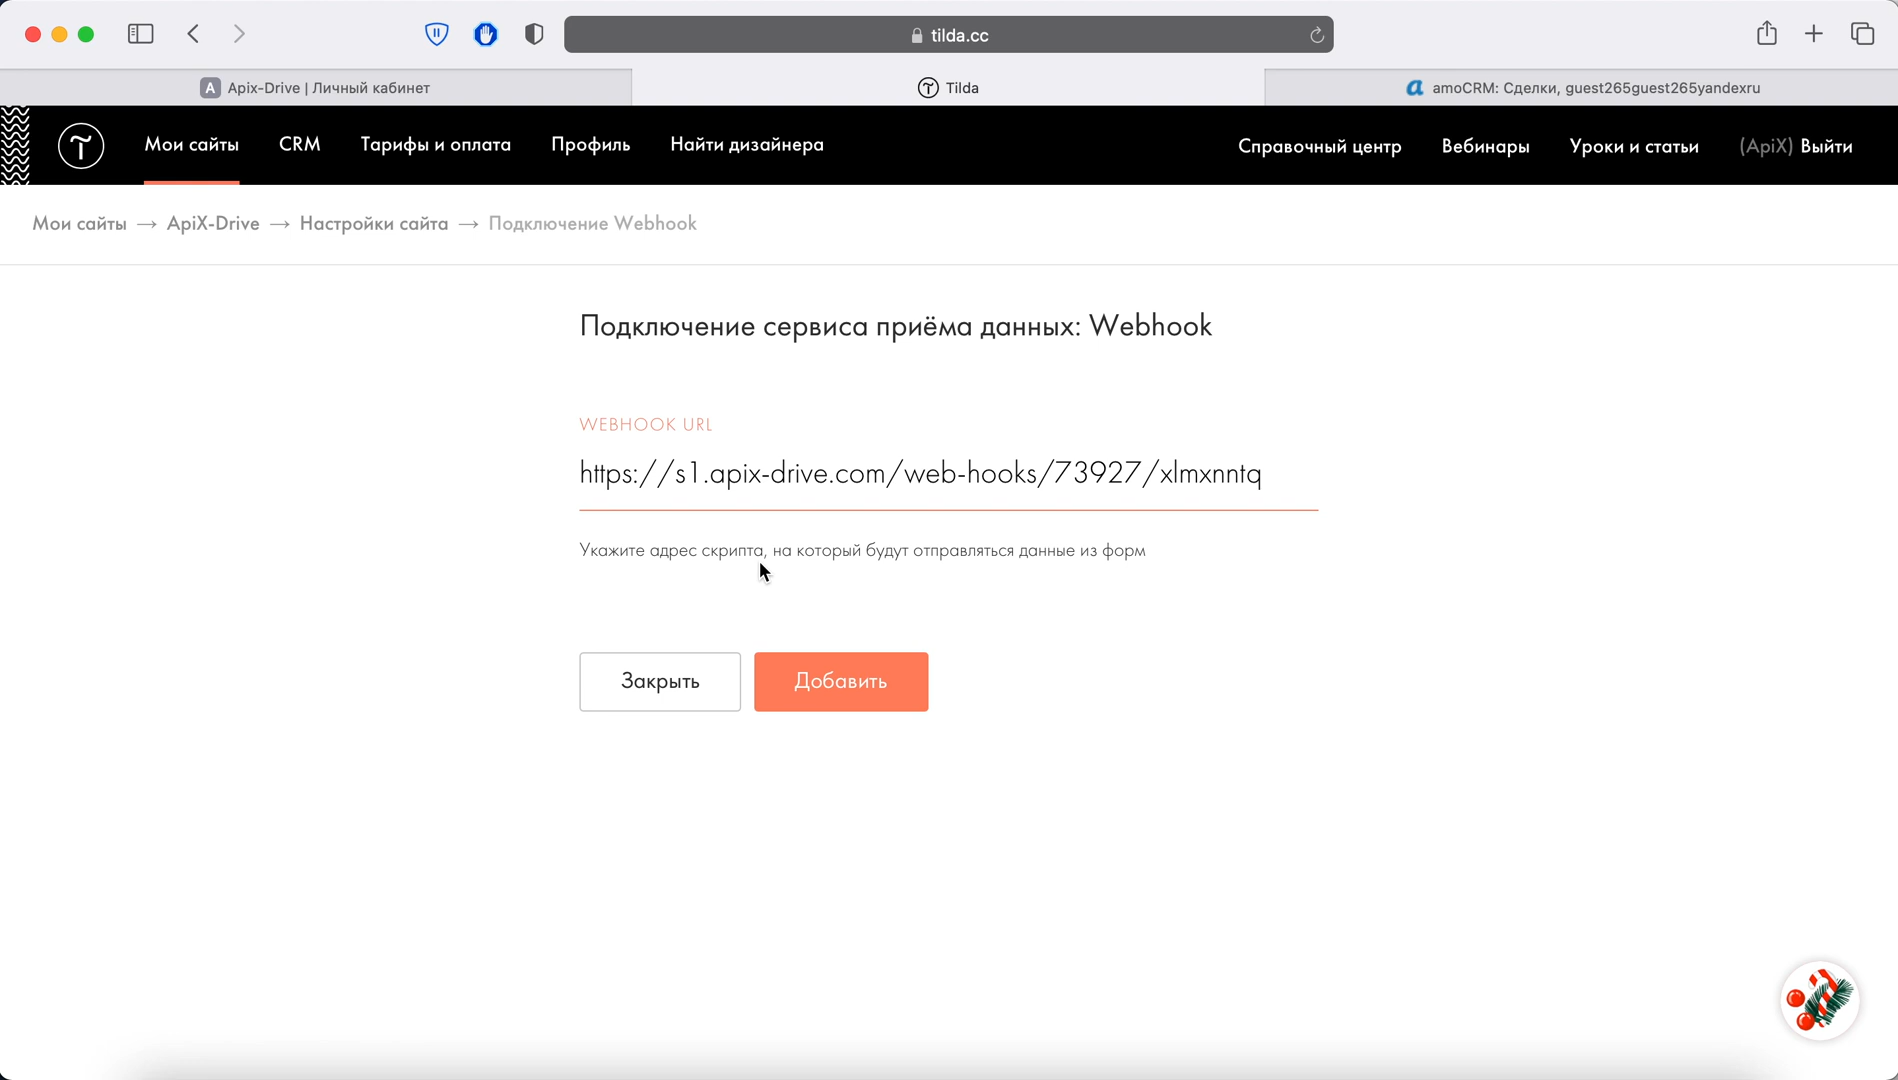 tilda.cc
A Apix-Drive | Личный кабинет
Tilda
amoCRM: Сделки, guest265guest265yandexru
Мои сайты CRM Тарифы и оплата Профиль Найти дизайнера Справочный центр Вебинары Уроки и статьи (ApiX) Выйти
Мои сайты → ApiX-Drive → Настройки сайта → Подключение Webhook
Подключение сервиса приёма данных: Webhook
WEBHOOK URL
https://s1.apix-drive.com/web-hooks/73927/xlmxnntq
Укажите адрес скрипта, на который будут отправляться данные из форм
Закрыть Добавить